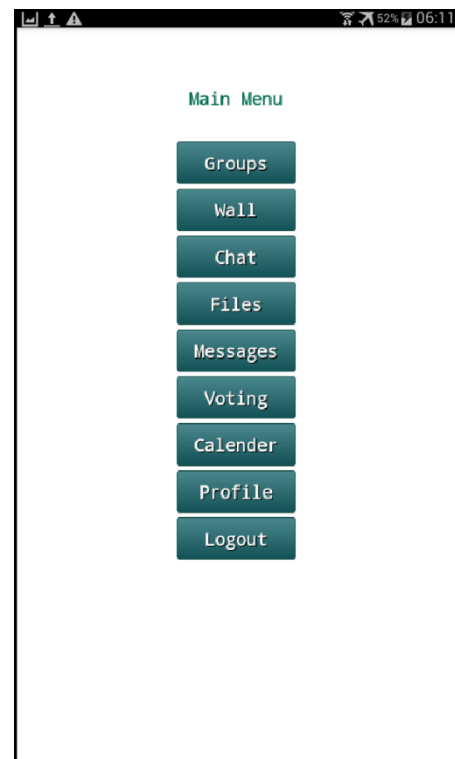 52% 06:11
Main Menu
Groups
Wall
Chat
Files
Messages
Voting
Calender
Profile
Logout